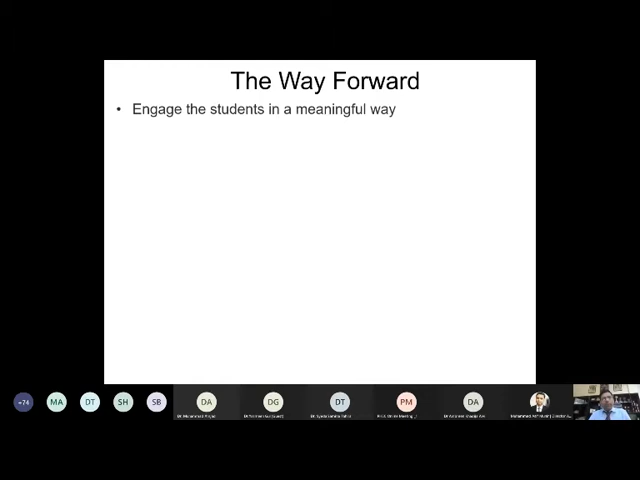 The Way Forward
• Engage the students in a meaningful way
+74
MA
DT
SH
SB
DA
DG
DT
PM
DA